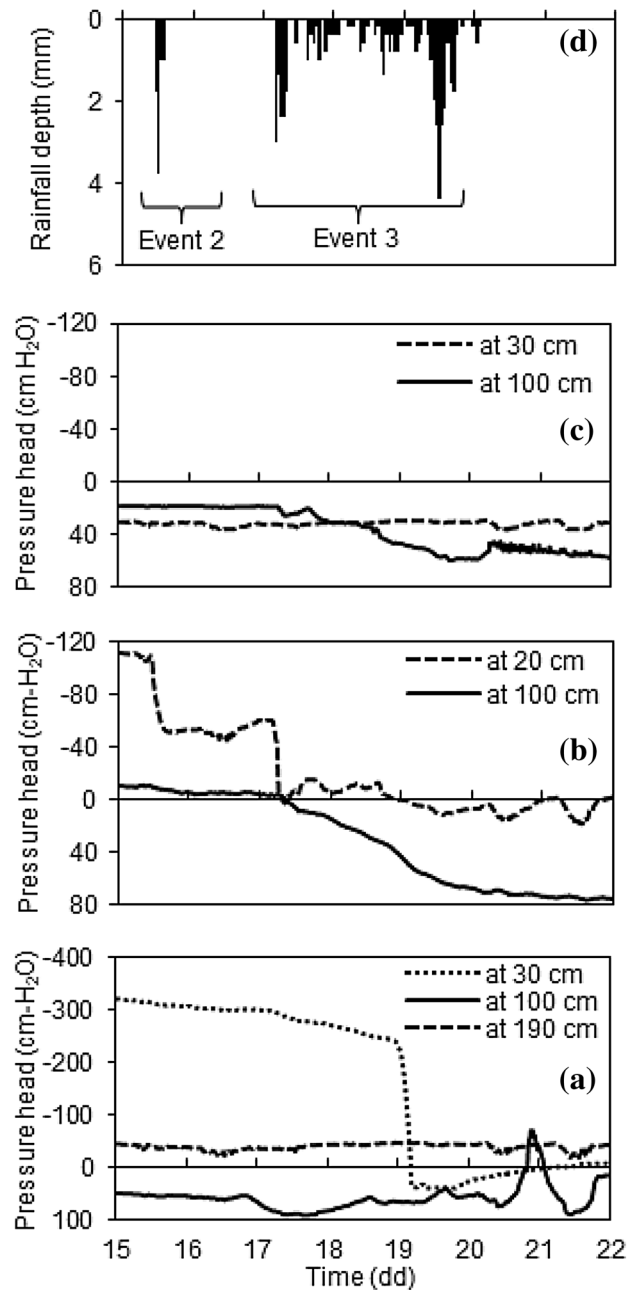 0
2
4
6
Rainfall depth (mm)
(d)
Event 2
Event 3
-120
-80
-40
0
40
80
Pressure head (cm H₂O)
at 30 cm
at 100 cm
(c)
-120
-80
-40
0
40
80
Pressure head (cm-H₂O)
at 20 cm
at 100 cm
(b)
-400
-300
-200
-100
0
100
Pressure head (cm-H₂O)
at 30 cm
at 100 cm
at 190 cm
(a)
15 16 17 18 19 20 21 22
Time (dd)